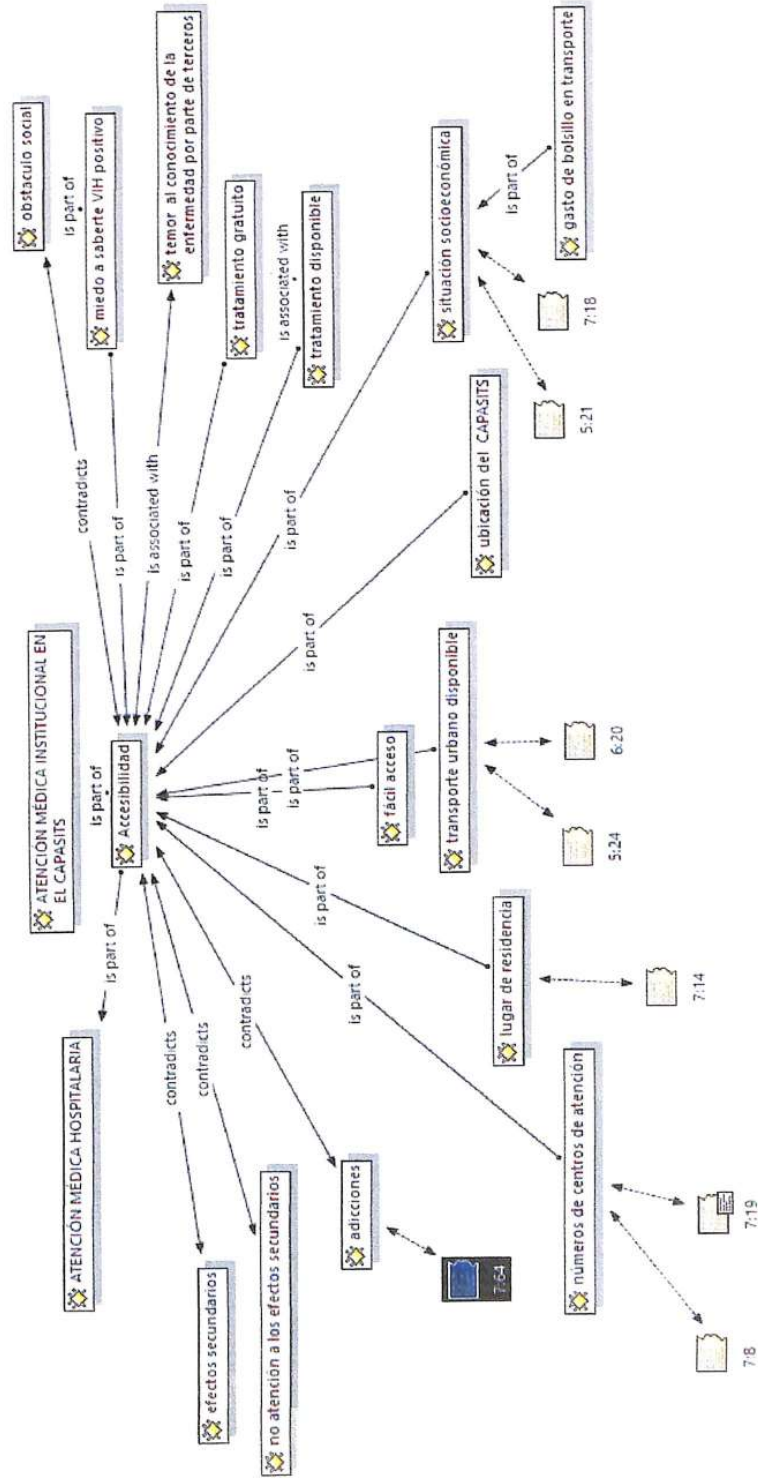 ATENCIÓN MÉDICA INSTITUCIONAL EN
EL CAPASITS
is part of
Accesibilidad
is part of
ATENCIÓN MÉDICA HOSPITALARIA
contradicts
obstaculo social
is part of
is part of
miedo a saberte VIH positivo
is associated with
temor al conocimiento de la
enfermedad por parte de terceros
is part of
tratamiento gratuito
is associated with
is part of
tratamiento disponible
is part of
situación socioeconómica
is part of
gasto de bolsillo en transporte
5:21
7:18
is part of
ubicación del CAPASITS
is part of
is part of
fácil acceso
transporte urbano disponible
5:24
6:20
is part of
lugar de residencia
7:14
is part of
números de centros de atención
7:8
7:19
contradicts
efectos secundarios
contradicts
no atención a los efectos secundarios
contradicts
adicciones
7:64